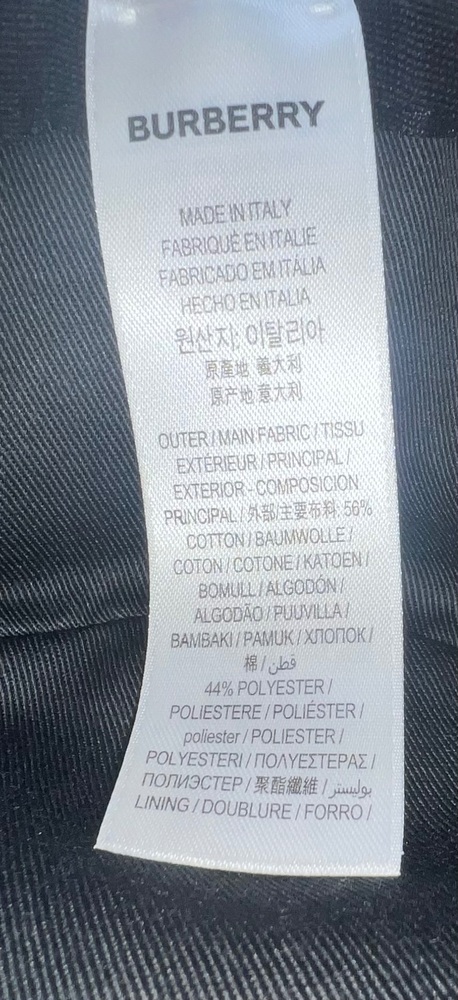 BURBERRY
MADE IN ITALY
FABRIQUÉ EN ITALIE
FABRICADO EM ITÁLIA
HECHO EN ITALIA
원산지: 이탈리아
原產地 義大利
原产地 意大利
OUTER / MAIN FABRIC / TISSU
EXTÉRIEUR / PRINCIPAL /
EXTERIOR - COMPOSICION
PRINCIPAL / 外部/主要布料: 56%
COTTON / BAUMWOLLE /
COTON / COTONE / KATOEN /
BOMULL / ALGODÓN /
ALGODÃO / PUUVILLA /
BAMBAKI / PAMUK / ХЛОПОК /
棉 / قطن
44% POLYESTER /
POLIESTERE / POLIÉSTER /
poliester / POLIESTER /
POLYESTERI / ΠΟΛΥΕΣΤΕΡΑΣ /
ПОЛИЭСТЕР / 聚酯纖維 / بوليستر /
LINING / DOUBLURE / FORRO /